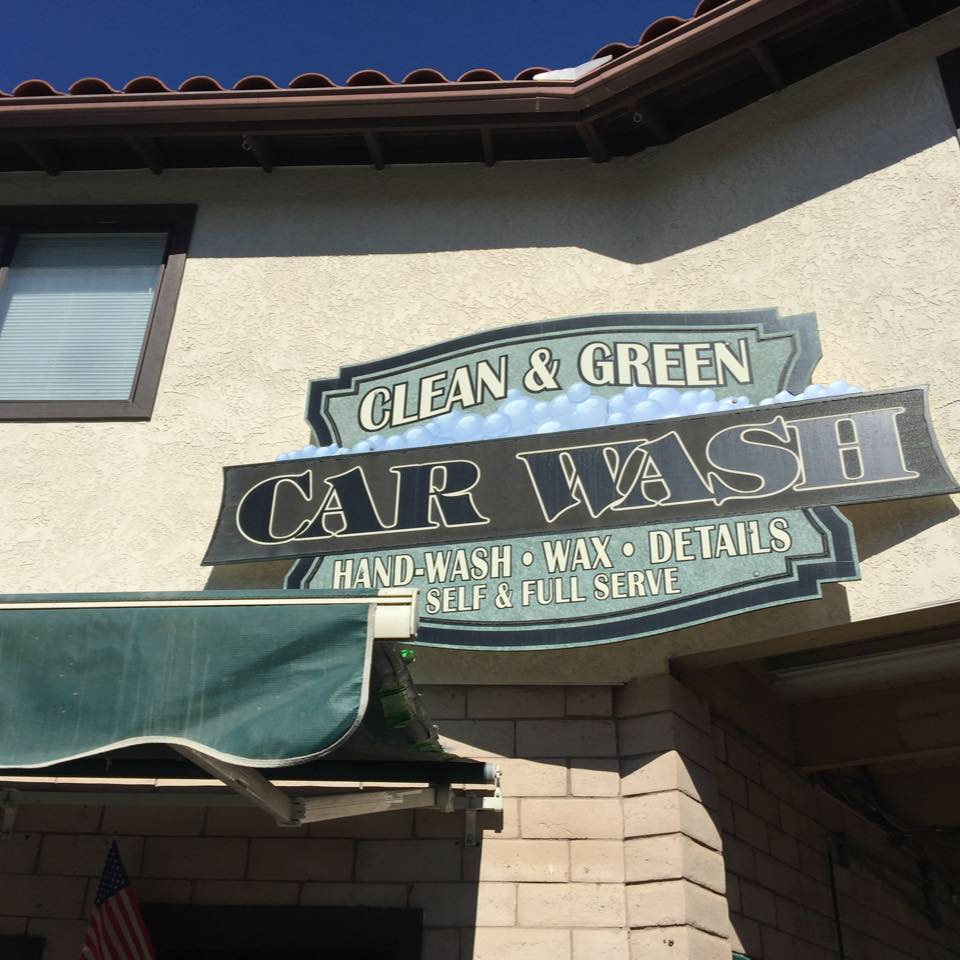 CLEAN & GREEN
CAR WASH
HAND-WASH • WAX • DETAILS
SELF & FULL SERVE